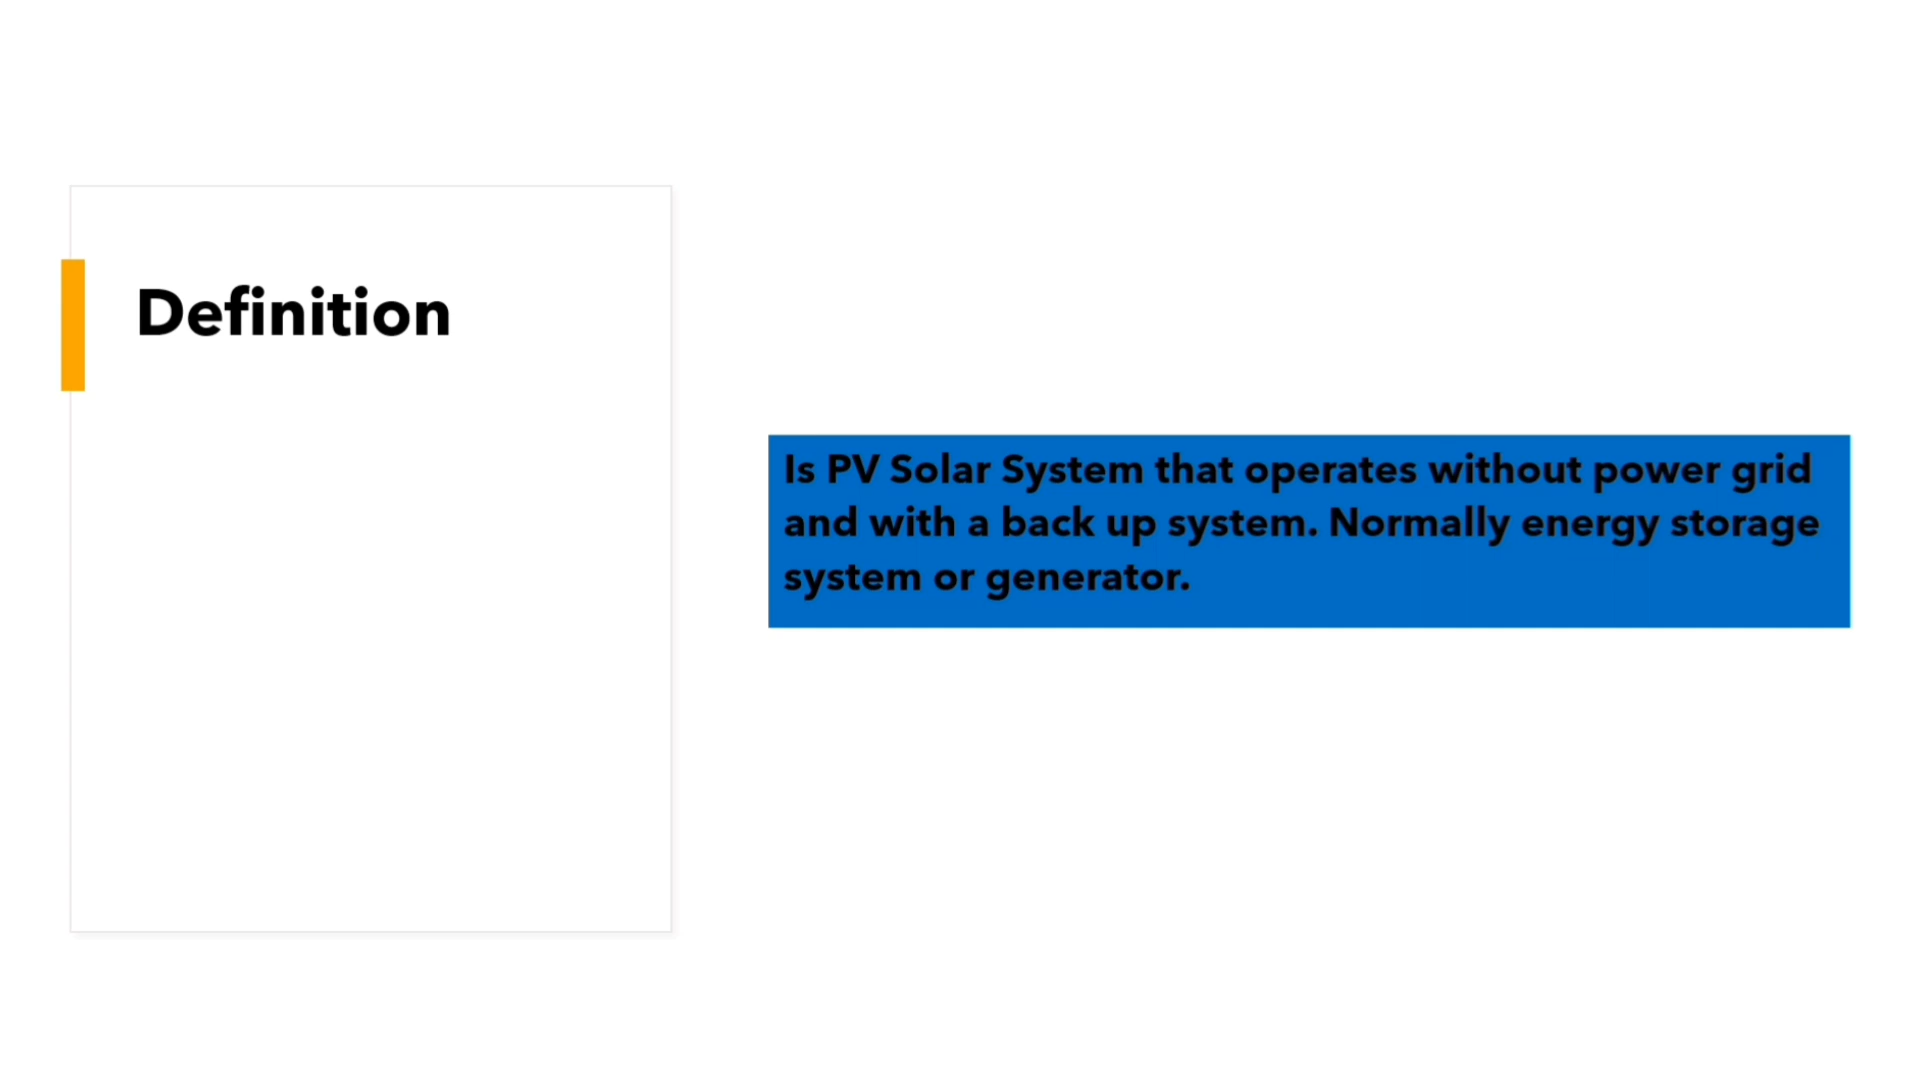 Definition
Is PV Solar System that operates without power grid
and with a back up system. Normally energy storage
system or generator.